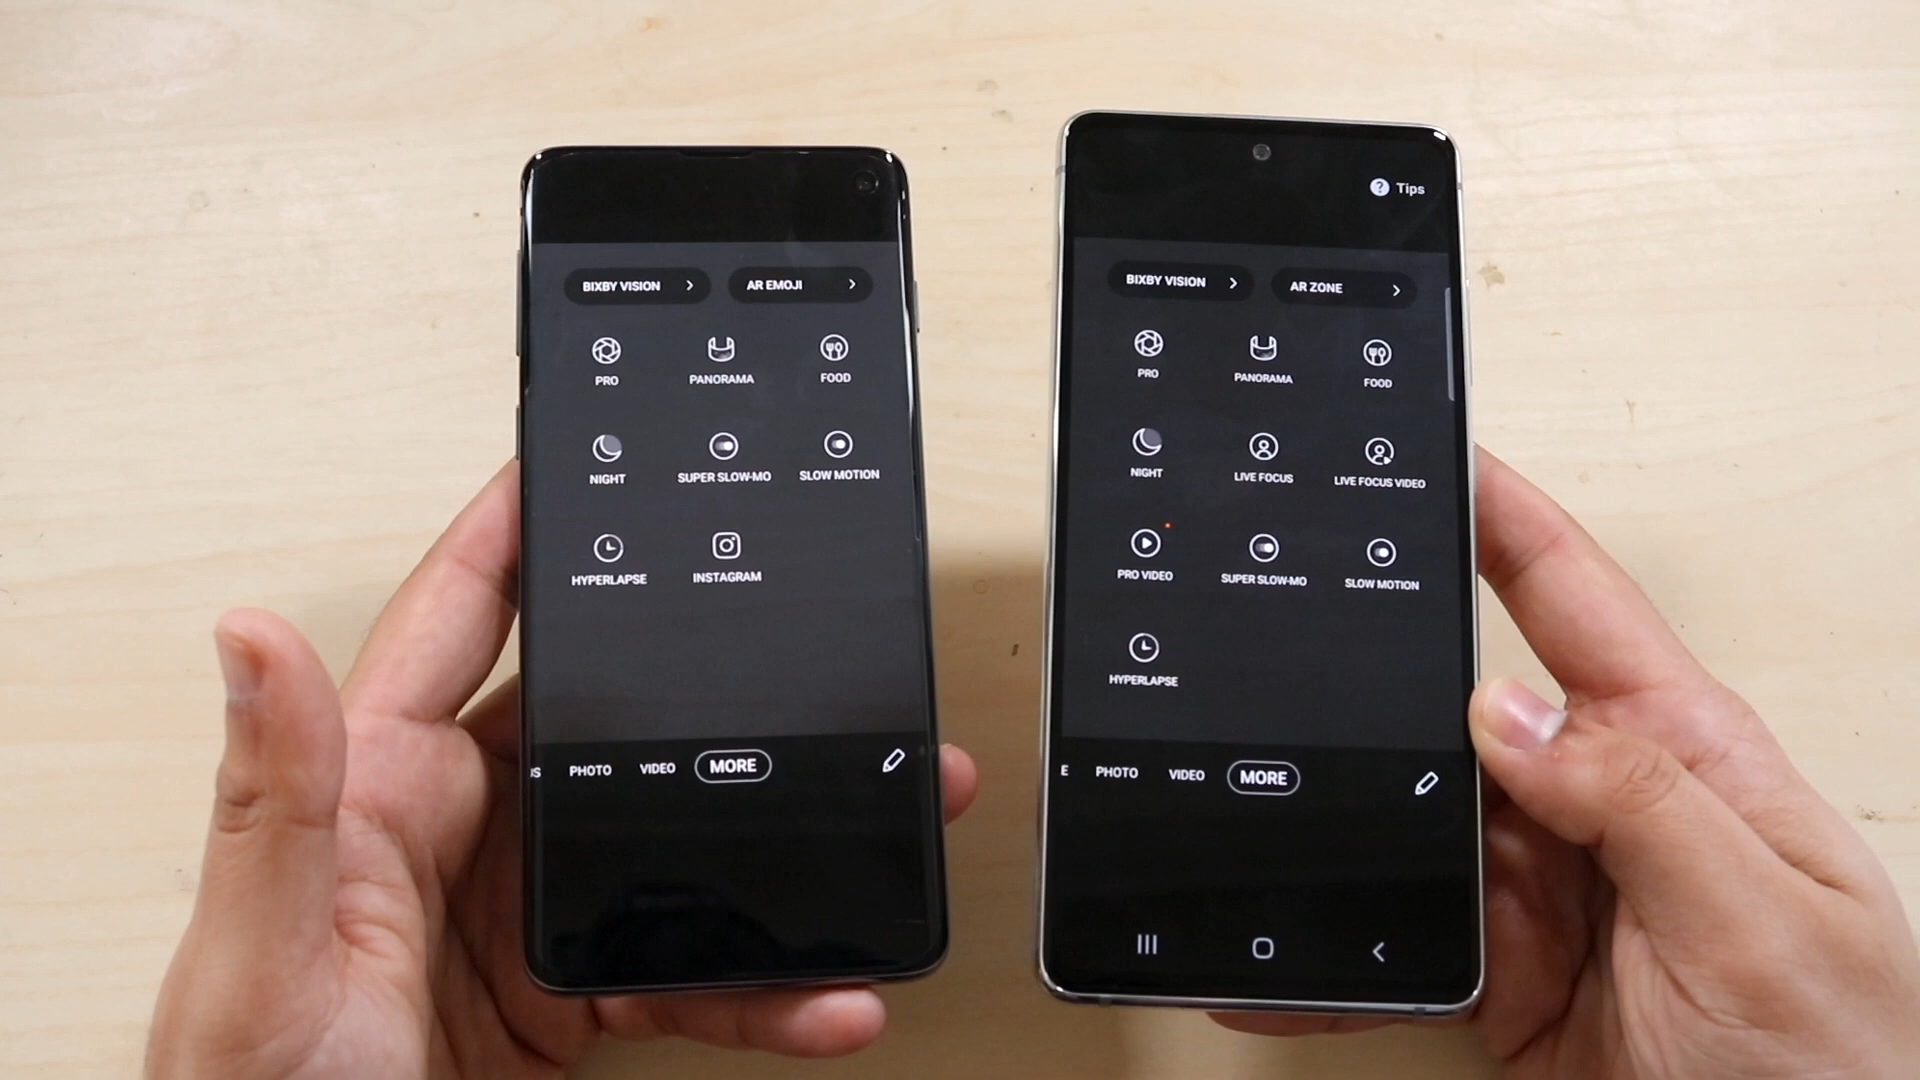 BIXBY VISION
AR EMOJI
PRO
PANORAMA
FOOD
NIGHT
SUPER SLOW-MO
SLOW MOTION
HYPERLAPSE
INSTAGRAM
US
PHOTO
VIDEO
MORE
? Tips
BIXBY VISION
AR ZONE
PRO
PANORAMA
FOOD
NIGHT
LIVE FOCUS
LIVE FOCUS VIDEO
PRO VIDEO
SUPER SLOW-MO
SLOW MOTION
HYPERLAPSE
E
PHOTO
VIDEO
MORE